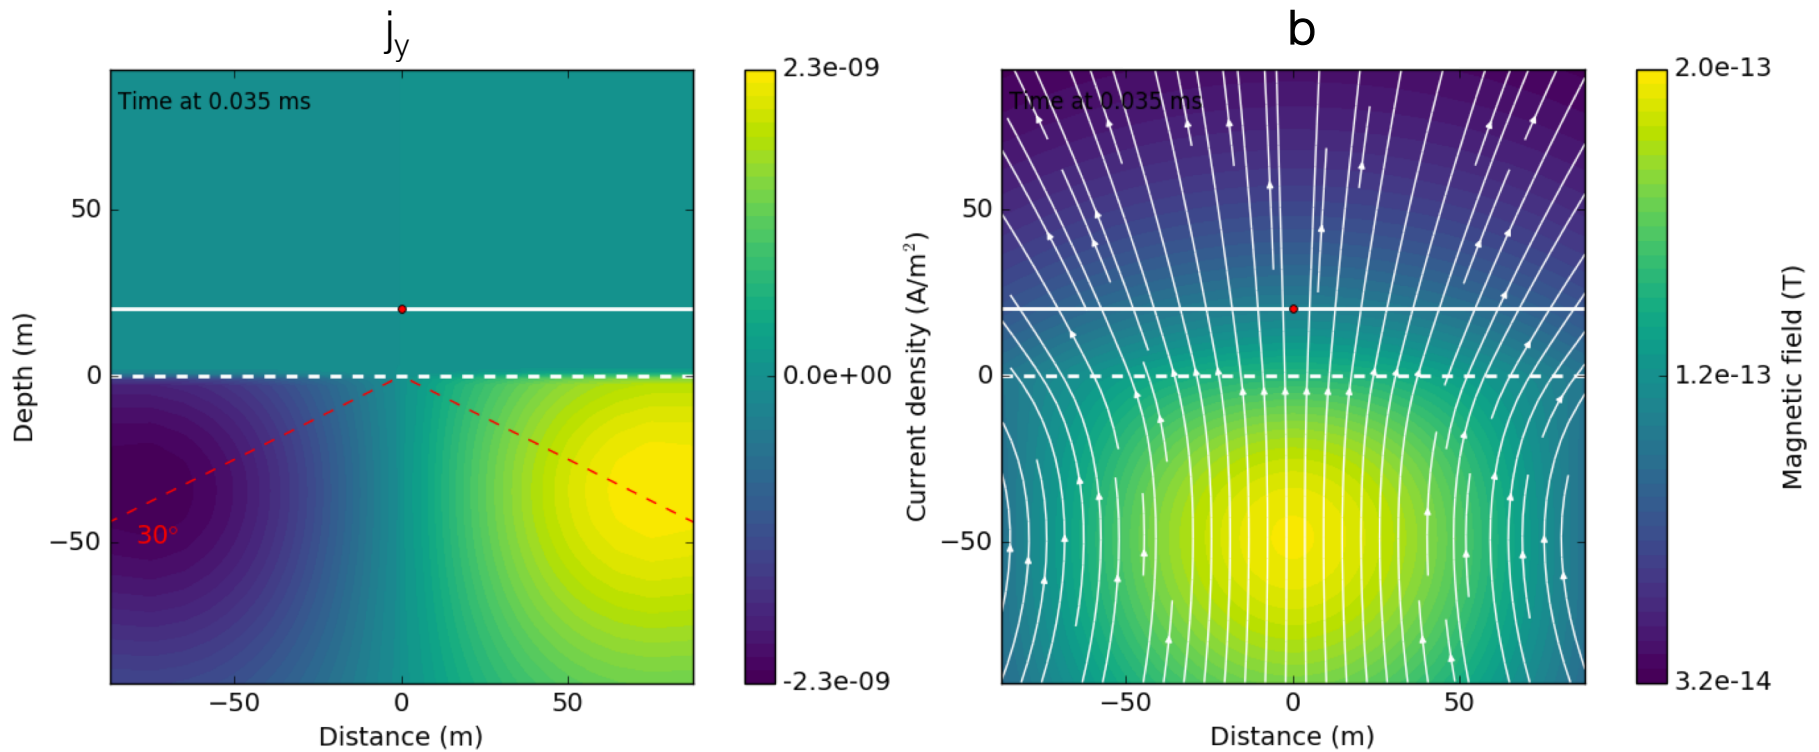 j_y
b
Time at 0.035 ms
Time at 0.035 ms
2.3e-09
0.0e+00
-2.3e-09
2.0e-13
1.2e-13
3.2e-14
50
0
−50
50
0
−50
30°
−50
0
50
−50
0
50
Distance (m)
Distance (m)
Depth (m)
Current density (A/m²)
Magnetic field (T)